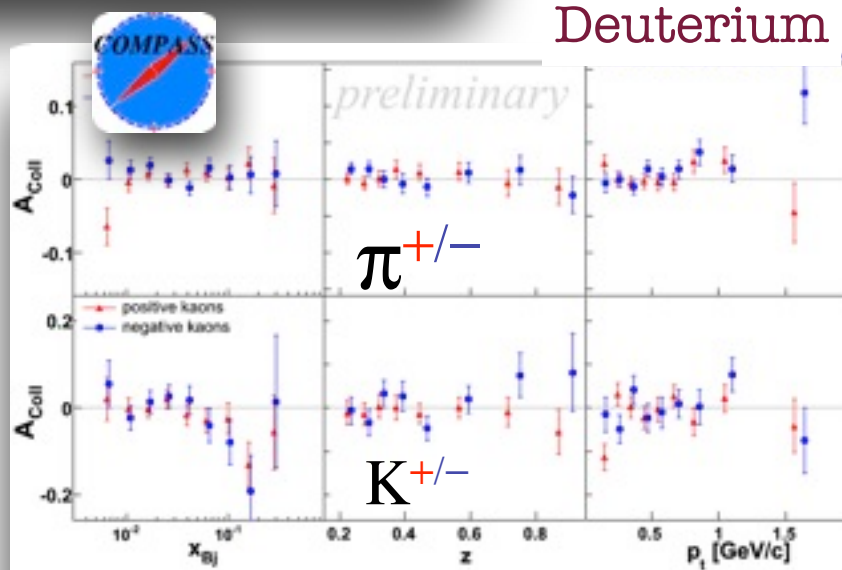 Deuterium
COMPASS
preliminary
0.1
0
-0.1
A_Coll
π+/−
positive kaons
negative kaons
0.2
0
-0.2
A_Coll
K+/−
10^-2
10^-1
x_Bj
0.2
0.4
0.6
0.8
z
0.5
1
1.5
p_t [GeV/c]